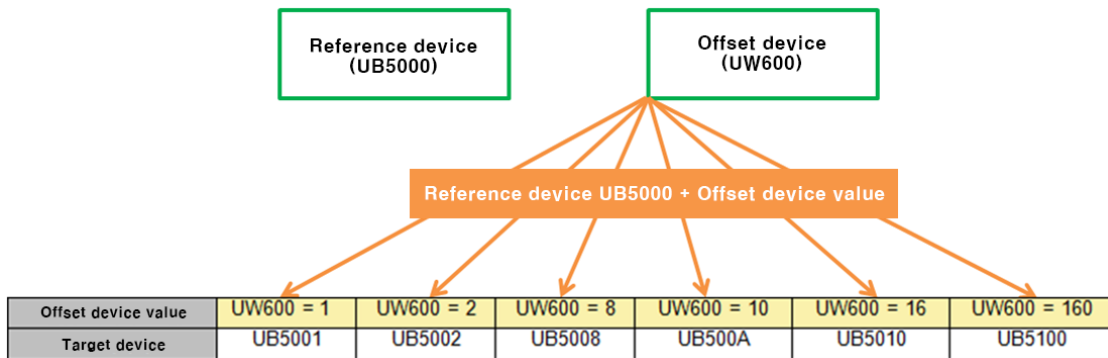 Reference device
(UB5000)
Offset device
(UW600)
Reference device UB5000 + Offset device value
Offset device value UW600 = 1 UW600 = 2 UW600 = 8 UW600 = 10 UW600 = 16 UW600 = 160
Target device UB5001 UB5002 UB5008 UB500A UB5010 UB5100